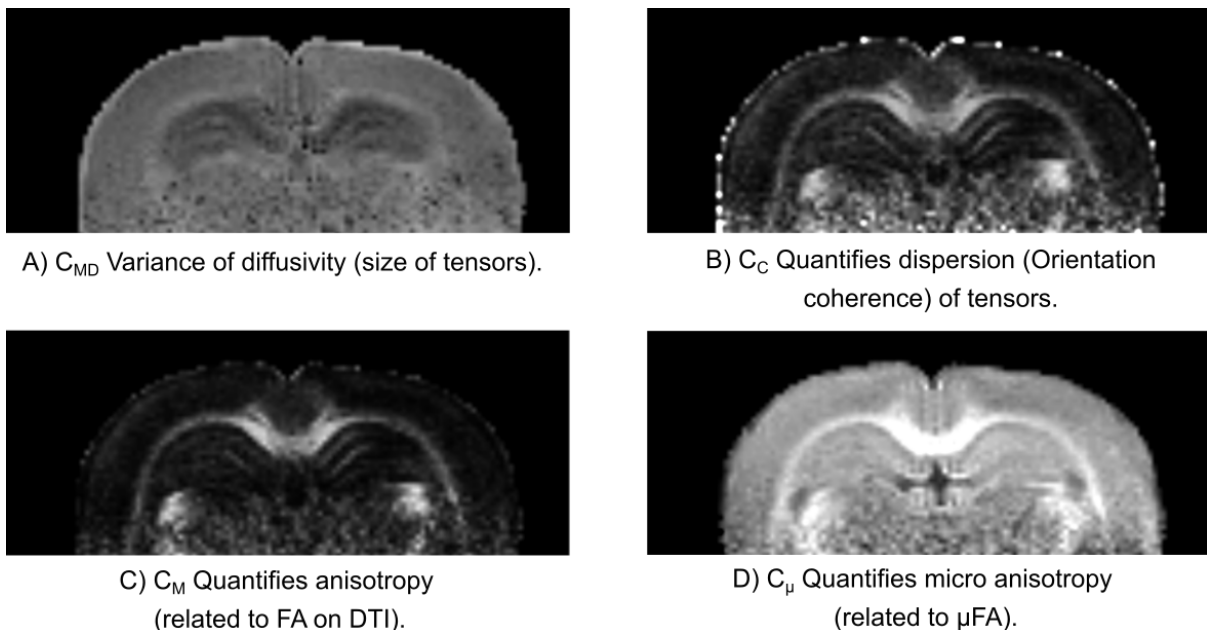 A) C_MD Variance of diffusivity (size of tensors).
B) C_C Quantifies dispersion (Orientation
coherence) of tensors.
C) C_M Quantifies anisotropy
(related to FA on DTI).
D) C_μ Quantifies micro anisotropy
(related to μFA).